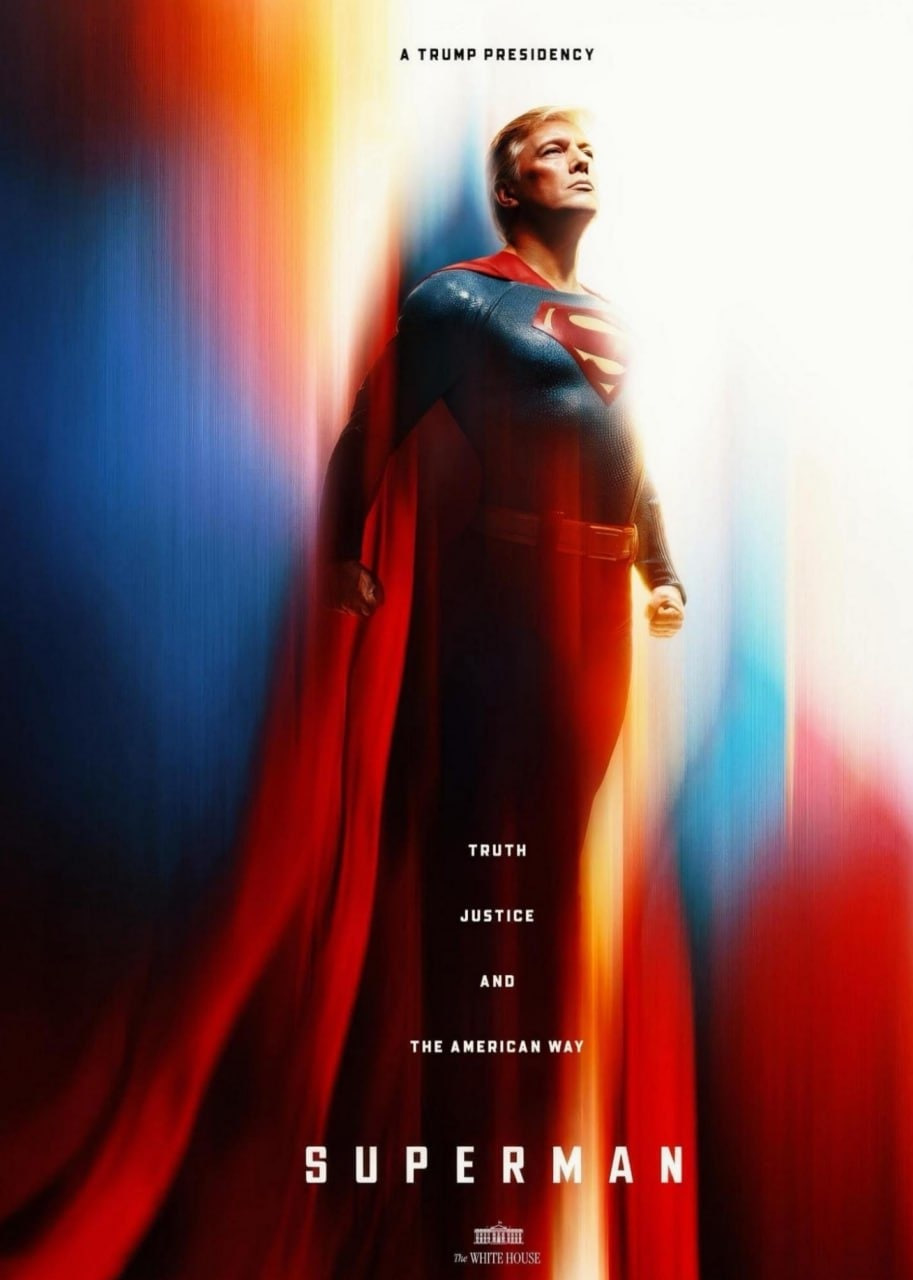 A TRUMP PRESIDENCY
TRUTH
JUSTICE
AND
THE AMERICAN WAY
SUPERMAN
The WHITE HOUSE